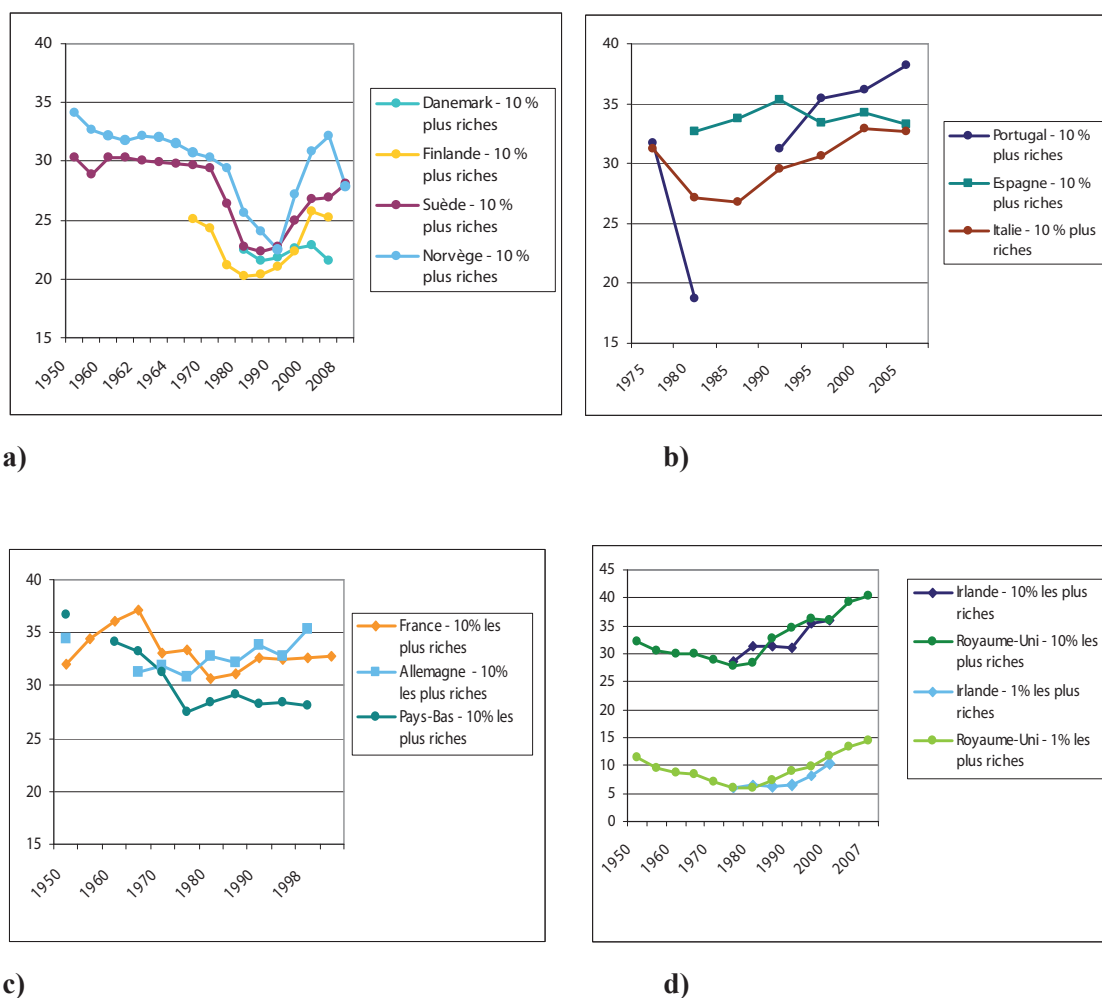 40
35
30
25
20
15
1950
1960
1962
1964
1970
1980
1990
2000
2008
Danemark - 10 %
plus riches
Finlande - 10 %
plus riches
Suède - 10 %
plus riches
Norvège - 10 %
plus riches
a)
40
35
30
25
20
15
1975
1980
1985
1990
1995
2000
2005
Portugal - 10 %
plus riches
Espagne - 10 %
plus riches
Italie - 10 % plus
riches
b)
40
35
30
25
20
15
1950
1960
1970
1980
1990
1998
France - 10% les
plus riches
Allemagne - 10%
les plus riches
Pays-Bas - 10% les
plus riches
c)
45
40
35
30
25
20
15
10
5
0
1950
1960
1970
1980
1990
2000
2007
Irlande - 10% les plus
riches
Royaume-Uni - 10%
les plus riches
Irlande - 1% les plus
riches
Royaume-Uni - 1% les
plus riches
d)